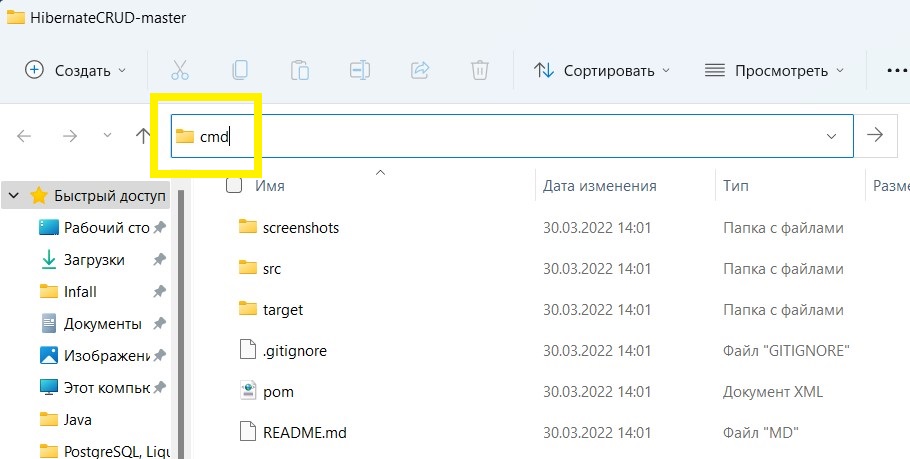 HibernateCRUD-master
Создать
Сортировать
Просмотреть
cmd
Имя
Дата изменения
Тип
Разме
Быстрый доступ
Рабочий сто
Загрузки
Infall
Документы
Изображени
Этот компьк
Java
PostgreSQL, Liqu
screenshots 30.03.2022 14:01 Папка с файлами
src 30.03.2022 14:01 Папка с файлами
target 30.03.2022 14:01 Папка с файлами
.gitignore 30.03.2022 14:01 Файл "GITIGNORE"
pom 30.03.2022 14:01 Документ XML
README.md 30.03.2022 14:01 Файл "MD"